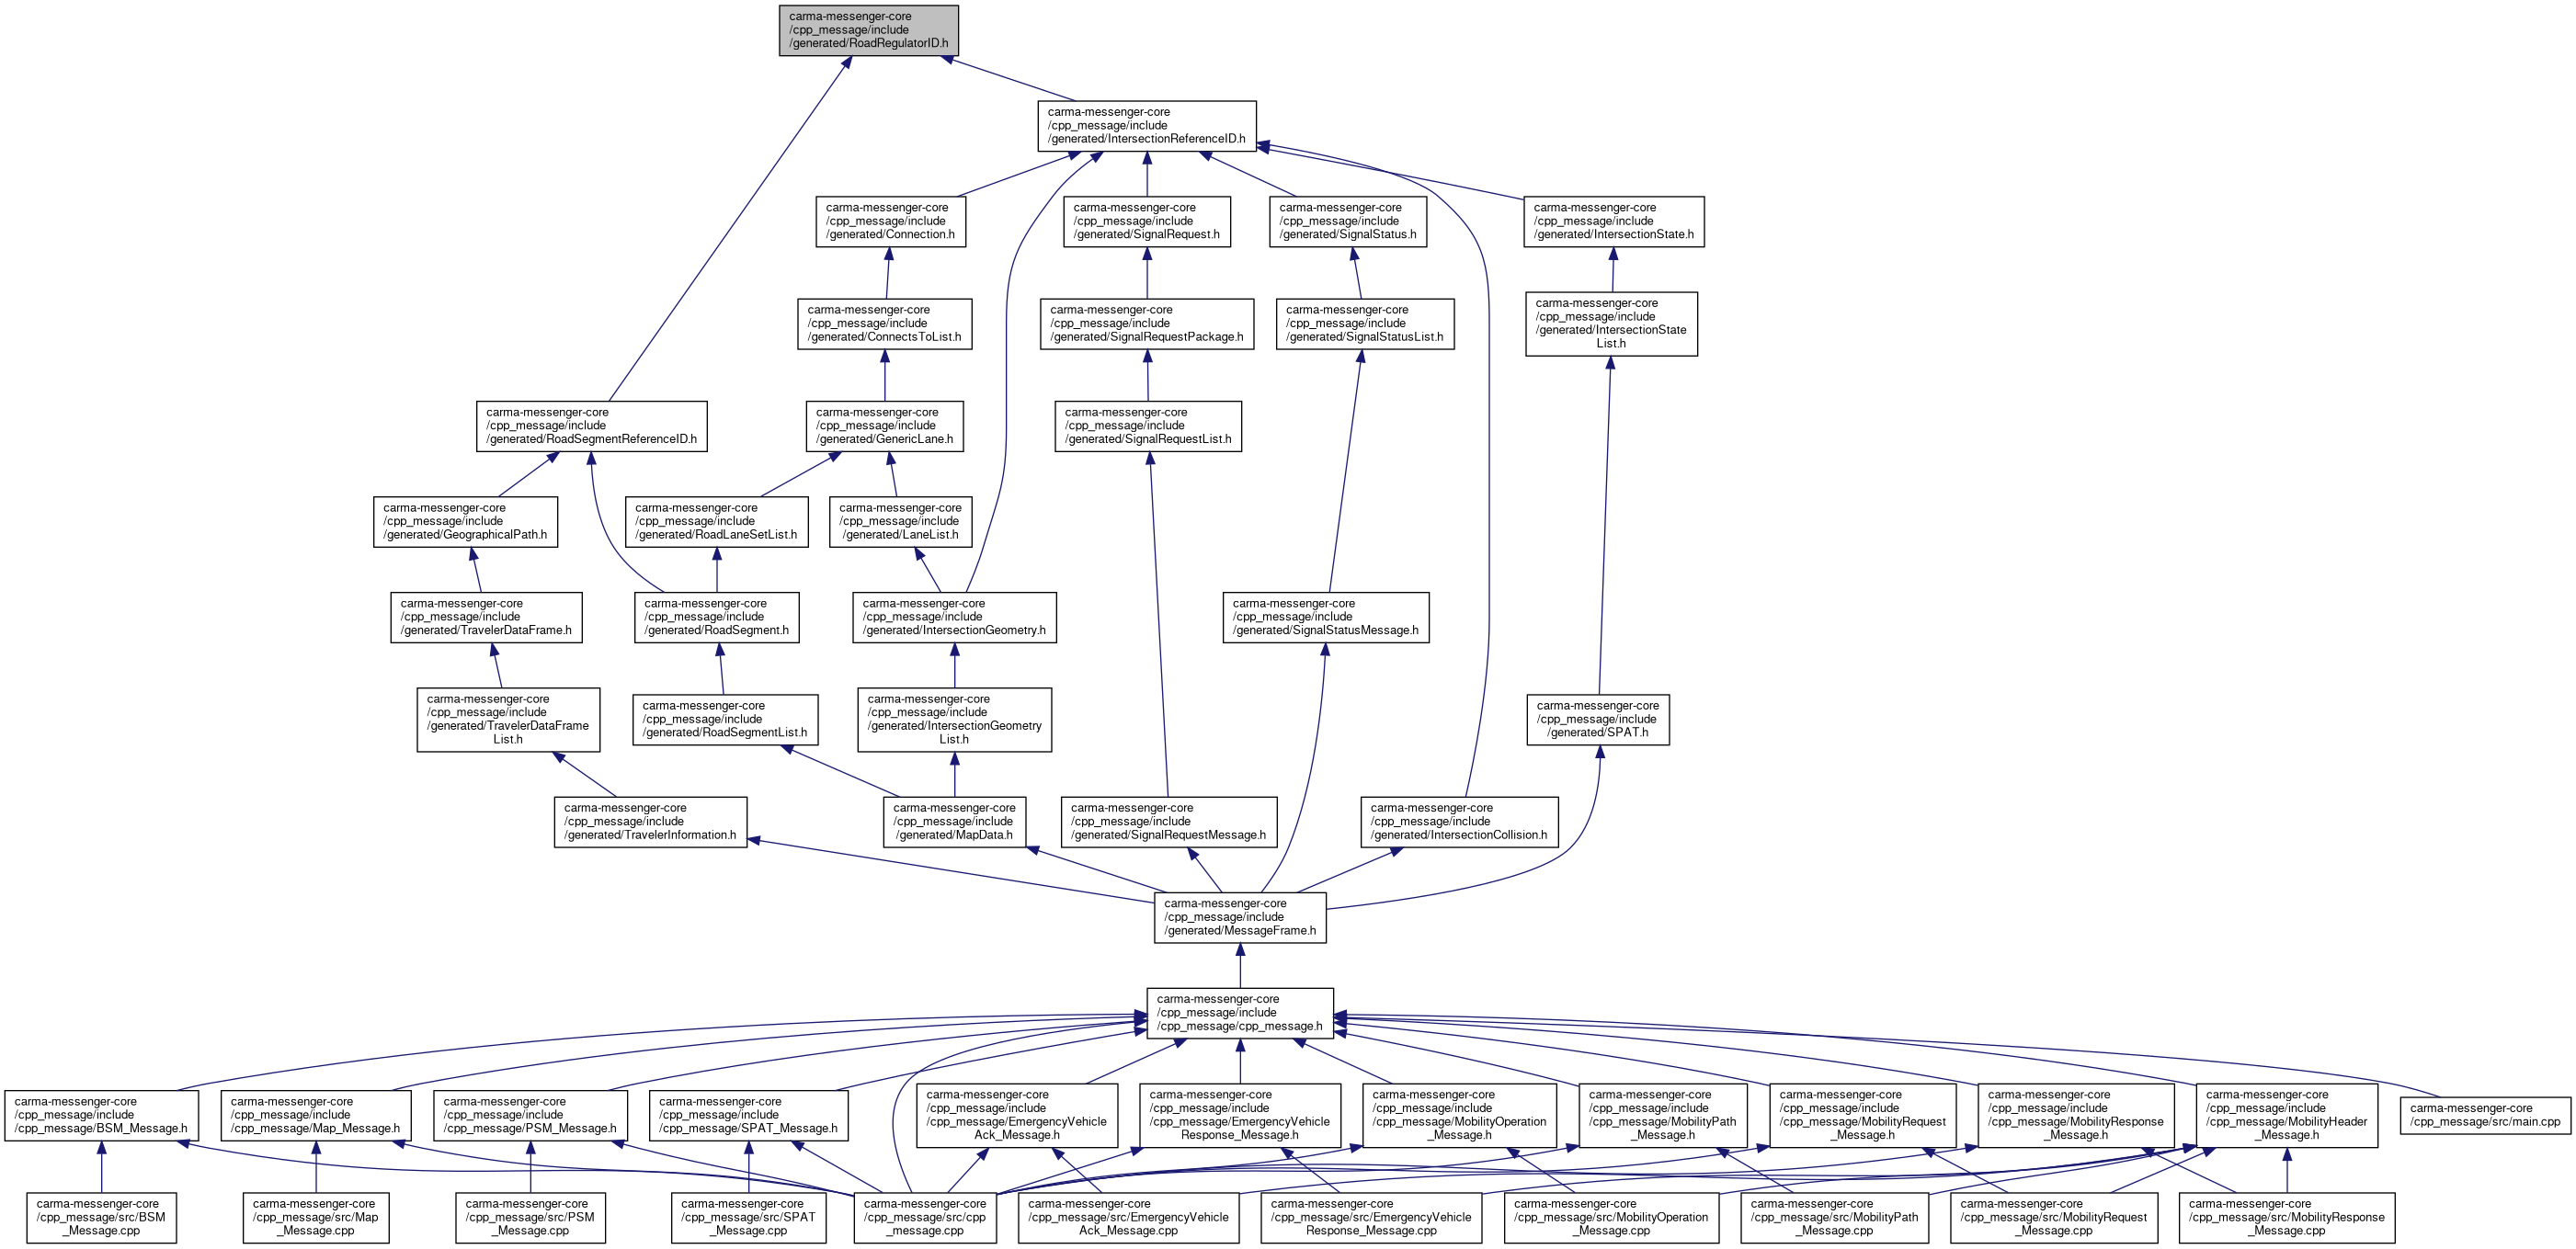 carma-messenger-core
/cpp_message/include
/generated/RoadRegulatorID.h
carma-messenger-core
/cpp_message/include
/generated/IntersectionReferenceID.h
carma-messenger-core
/cpp_message/include
/generated/Connection.h
carma-messenger-core
/cpp_message/include
/generated/SignalRequest.h
carma-messenger-core
/cpp_message/include
/generated/SignalStatus.h
carma-messenger-core
/cpp_message/include
/generated/IntersectionState.h
carma-messenger-core
/cpp_message/include
/generated/ConnectsToList.h
carma-messenger-core
/cpp_message/include
/generated/SignalRequestPackage.h
carma-messenger-core
/cpp_message/include
/generated/SignalStatusList.h
carma-messenger-core
/cpp_message/include
/generated/IntersectionState
List.h
carma-messenger-core
/cpp_message/include
/generated/RoadSegmentReferenceID.h
carma-messenger-core
/cpp_message/include
/generated/GenericLane.h
carma-messenger-core
/cpp_message/include
/generated/SignalRequestList.h
carma-messenger-core
/cpp_message/include
/generated/GeographicalPath.h
carma-messenger-core
/cpp_message/include
/generated/RoadLaneSetList.h
carma-messenger-core
/cpp_message/include
/generated/LaneList.h
carma-messenger-core
/cpp_message/include
/generated/TravelerDataFrame.h
carma-messenger-core
/cpp_message/include
/generated/RoadSegment.h
carma-messenger-core
/cpp_message/include
/generated/IntersectionGeometry.h
carma-messenger-core
/cpp_message/include
/generated/SignalStatusMessage.h
carma-messenger-core
/cpp_message/include
/generated/TravelerDataFrame
List.h
carma-messenger-core
/cpp_message/include
/generated/RoadSegmentList.h
carma-messenger-core
/cpp_message/include
/generated/IntersectionGeometry
List.h
carma-messenger-core
/cpp_message/include
/generated/SPAT.h
carma-messenger-core
/cpp_message/include
/generated/TravelerInformation.h
carma-messenger-core
/cpp_message/include
/generated/MapData.h
carma-messenger-core
/cpp_message/include
/generated/SignalRequestMessage.h
carma-messenger-core
/cpp_message/include
/generated/IntersectionCollision.h
carma-messenger-core
/cpp_message/include
/generated/MessageFrame.h
carma-messenger-core
/cpp_message/include
/cpp_message/cpp_message.h
carma-messenger-core
/cpp_message/include
/cpp_message/BSM_Message.h
carma-messenger-core
/cpp_message/include
/cpp_message/Map_Message.h
carma-messenger-core
/cpp_message/include
/cpp_message/PSM_Message.h
carma-messenger-core
/cpp_message/include
/cpp_message/SPAT_Message.h
carma-messenger-core
/cpp_message/include
/cpp_message/EmergencyVehicle
Ack_Message.h
carma-messenger-core
/cpp_message/include
/cpp_message/EmergencyVehicle
Response_Message.h
carma-messenger-core
/cpp_message/include
/cpp_message/MobilityOperation
_Message.h
carma-messenger-core
/cpp_message/include
/cpp_message/MobilityPath
_Message.h
carma-messenger-core
/cpp_message/include
/cpp_message/MobilityRequest
_Message.h
carma-messenger-core
/cpp_message/include
/cpp_message/MobilityResponse
_Message.h
carma-messenger-core
/cpp_message/include
/cpp_message/MobilityHeader
_Message.h
carma-messenger-core
/cpp_message/src/main.cpp
carma-messenger-core
/cpp_message/src/BSM
_Message.cpp
carma-messenger-core
/cpp_message/src/Map
_Message.cpp
carma-messenger-core
/cpp_message/src/PSM
_Message.cpp
carma-messenger-core
/cpp_message/src/SPAT
_Message.cpp
carma-messenger-core
/cpp_message/src/cpp
_message.cpp
carma-messenger-core
/cpp_message/src/EmergencyVehicle
Ack_Message.cpp
carma-messenger-core
/cpp_message/src/EmergencyVehicle
Response_Message.cpp
carma-messenger-core
/cpp_message/src/MobilityOperation
_Message.cpp
carma-messenger-core
/cpp_message/src/MobilityPath
_Message.cpp
carma-messenger-core
/cpp_message/src/MobilityRequest
_Message.cpp
carma-messenger-core
/cpp_message/src/MobilityResponse
_Message.cpp